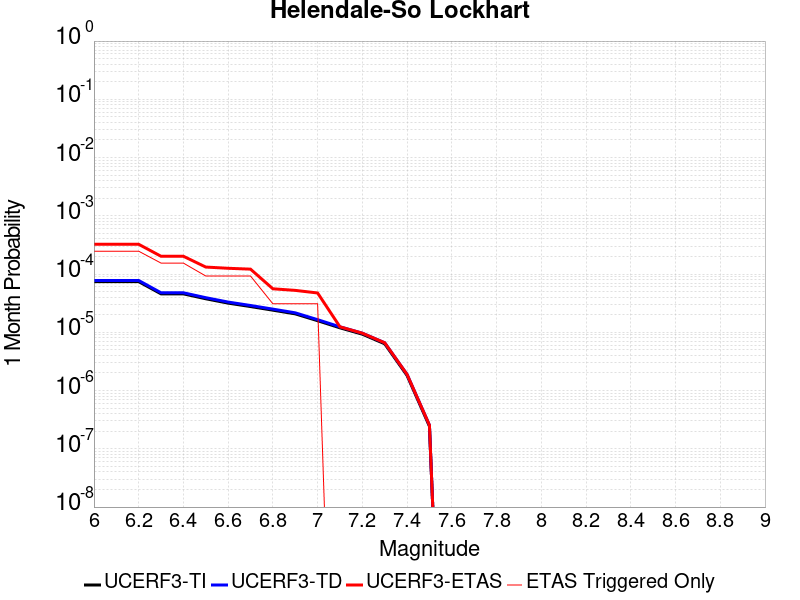 Helendale-So Lockhart
10^0
10^-1
10^-2
10^-3
10^-4
10^-5
10^-6
10^-7
10^-8
1 Month Probability
6 6.2 6.4 6.6 6.8 7 7.2 7.4 7.6 7.8 8 8.2 8.4 8.6 8.8 9
Magnitude
UCERF3-TI UCERF3-TD UCERF3-ETAS ETAS Triggered Only